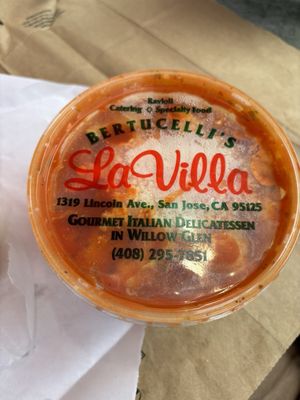 Ravioli
Catering & Specialty Food
BERTUCELLI'S
La Villa
1319 Lincoln Ave., San Jose, CA 95125
GOURMET ITALIAN DELICATESSEN
IN WILLOW GLEN
(408) 295-7851